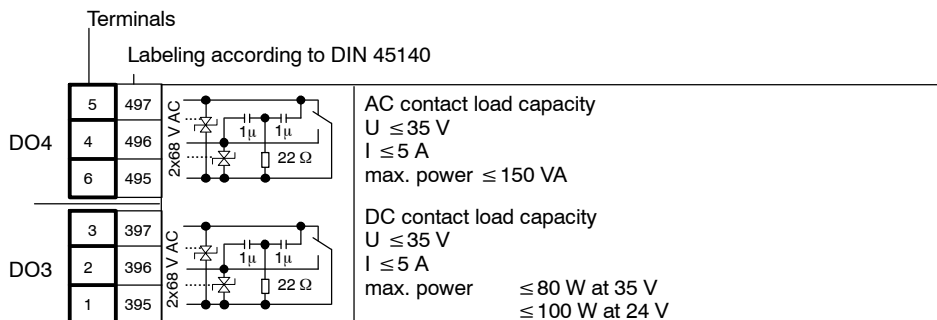 Terminals
Labeling according to DIN 45140
DO4
5 497
4 496
6 495
2x68 V AC
1μ 1μ
22 Ω
AC contact load capacity
U ≤ 35 V
I ≤ 5 A
max. power ≤ 150 VA
DO3
3 397
2 396
1 395
2x68 V AC
1μ 1μ
22 Ω
DC contact load capacity
U ≤ 35 V
I ≤ 5 A
max. power ≤ 80 W at 35 V
≤ 100 W at 24 V